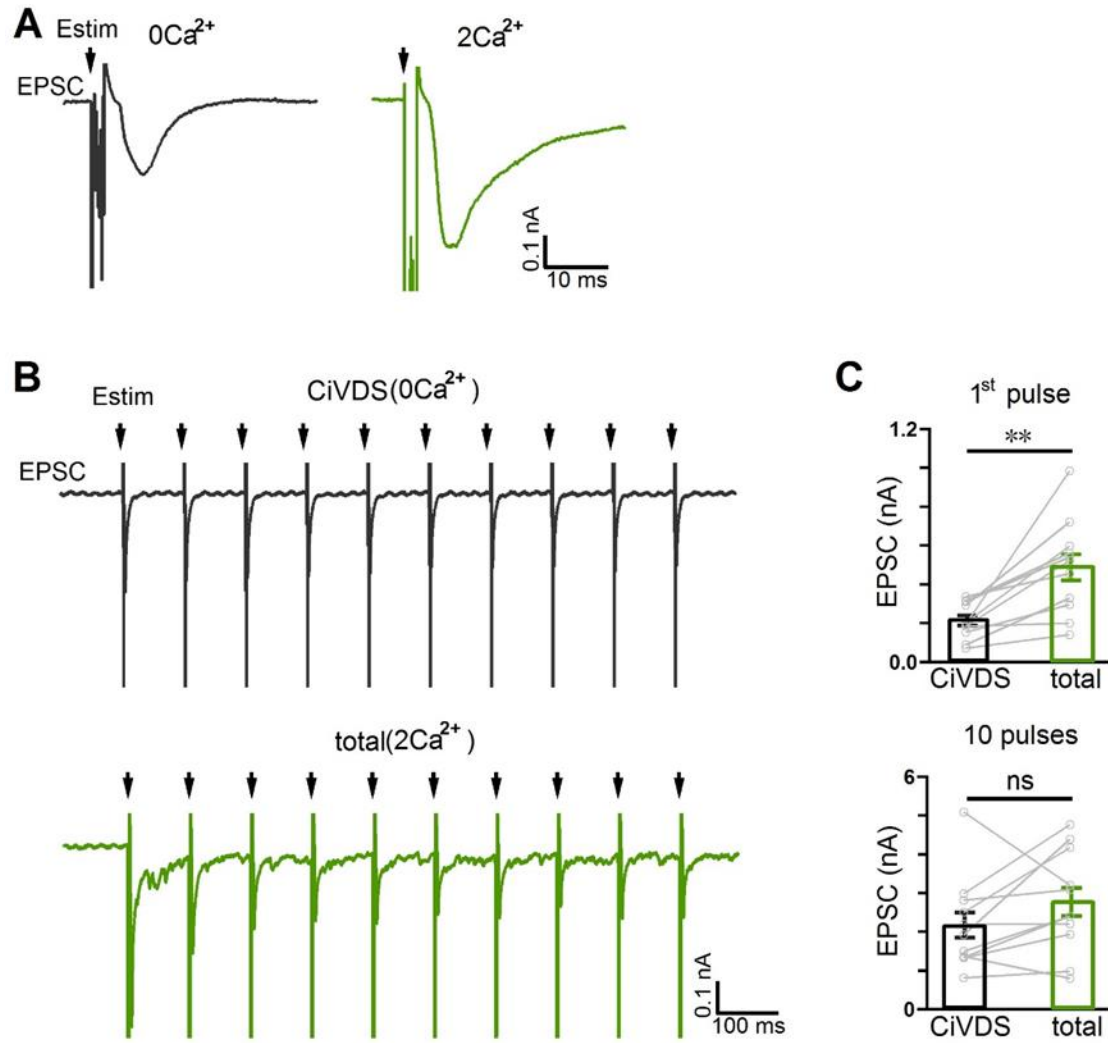 A
Estim
0Ca²⁺
2Ca²⁺
EPSC
0.1 nA
10 ms
B
CiVDS(0Ca²⁺)
Estim
EPSC
total(2Ca²⁺)
0.1 nA
100 ms
C
1ˢᵗ pulse
1.2
**
EPSC (nA)
0.0
CiVDS total
10 pulses
6
ns
EPSC (nA)
0
CiVDS total